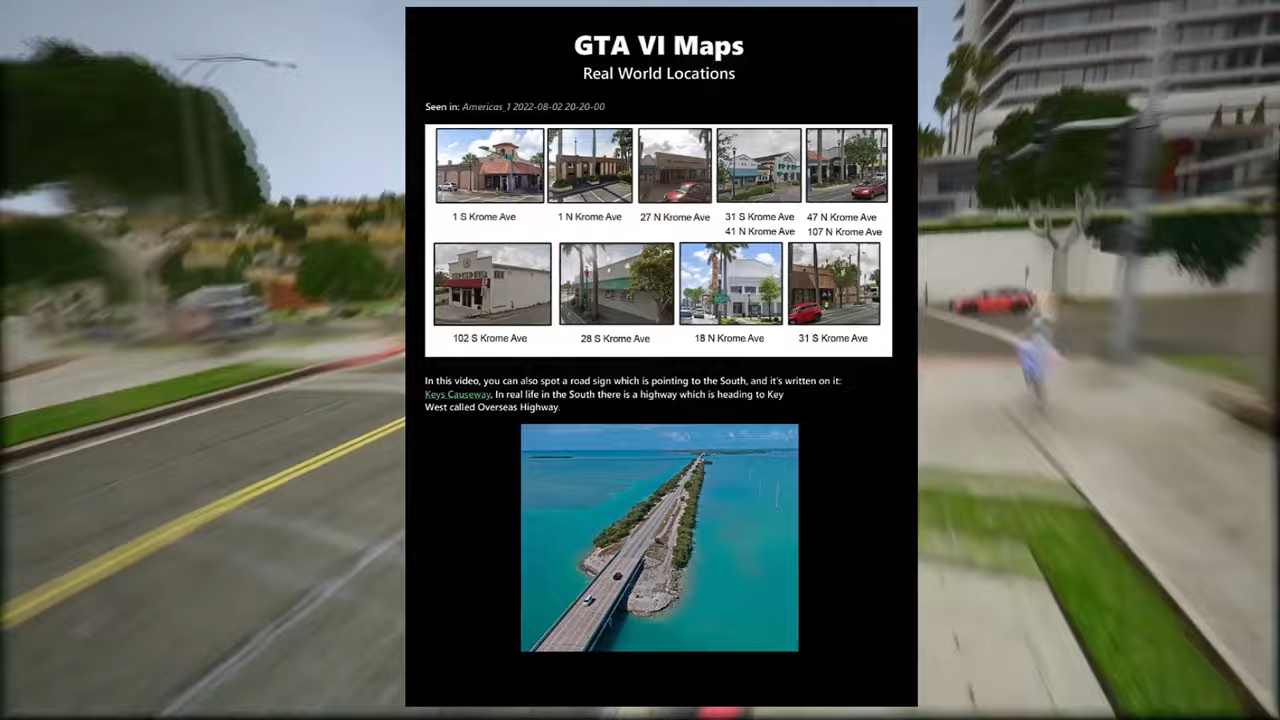 GTA VI Maps
Real World Locations
Seen in: Americas_1 2022-08-02 20-20-00
1 S Krome Ave
1 N Krome Ave
27 N Krome Ave
31 S Krome Ave
47 N Krome Ave
41 N Krome Ave
107 N Krome Ave
102 S Krome Ave
28 S Krome Ave
18 N Krome Ave
31 S Krome Ave
In this video, you can also spot a road sign which is pointing to the South, and it's written on it:
Keys Causeway. In real life in the South there is a highway which is heading to Key
West called Overseas Highway.